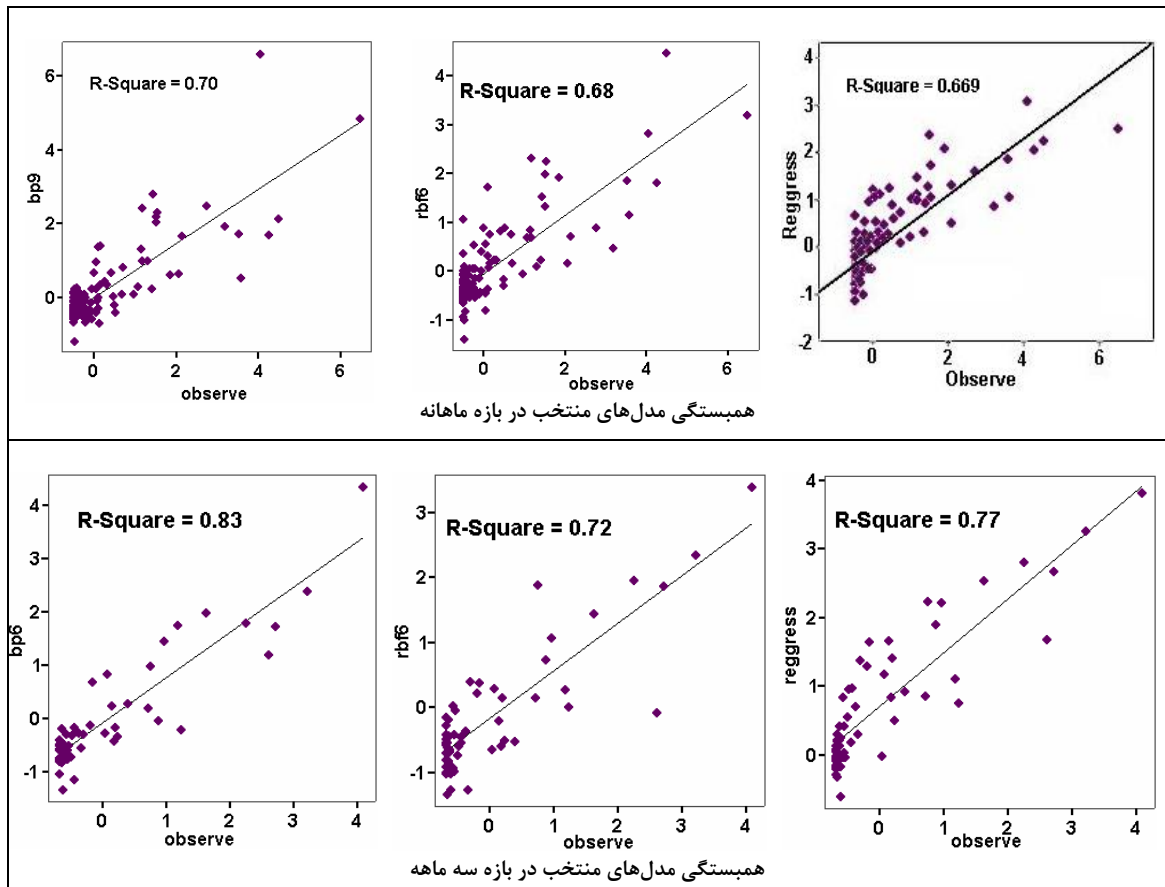 R-Square = 0.70
bp9
6
4
2
0
0 2 4 6
observe
R-Square = 0.68
rbf6
4
3
2
1
0
-1
0 2 4 6
observe
R-Square = 0.669
Reggress
4
3
2
1
0
-1
-2
0 2 4 6
Observe
همبستگی مدل‌های منتخب در بازه ماهانه
R-Square = 0.83
bp6
4
3
2
1
0
-1
0 1 2 3 4
observe
R-Square = 0.72
rbf6
3
2
1
0
-1
0 1 2 3 4
observe
R-Square = 0.77
reggress
4
3
2
1
0
0 1 2 3 4
observe
همبستگی مدل‌های منتخب در بازه سه ماهه